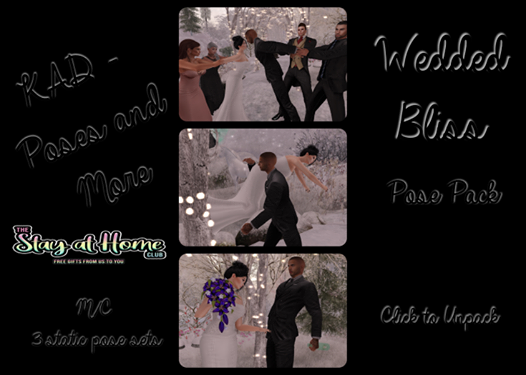 KAD -
Poses and
More
THE
Stay at Home
CLUB
FREE GIFTS FROM US TO YOU
MC
3 static pose sets
Wedded
Bliss
Pose Pack
Click to Unpack